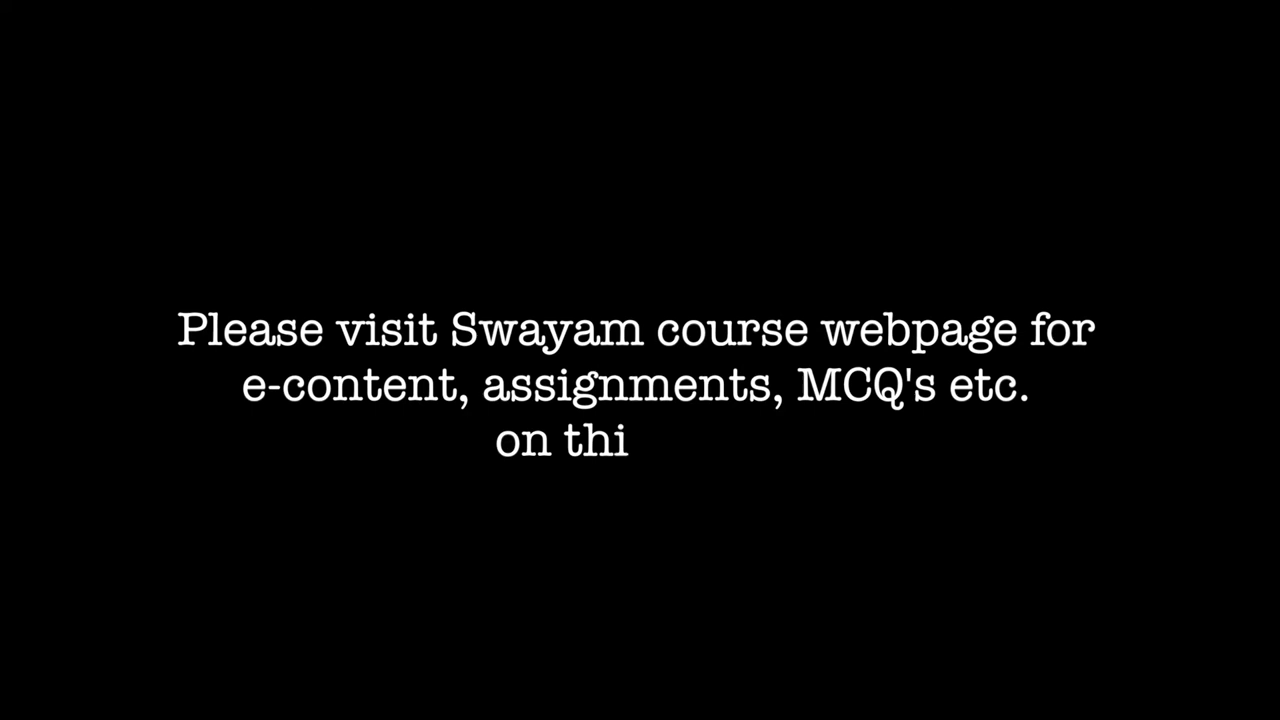 Please visit Swayam course webpage for
e-content, assignments, MCQ's etc.
on thi